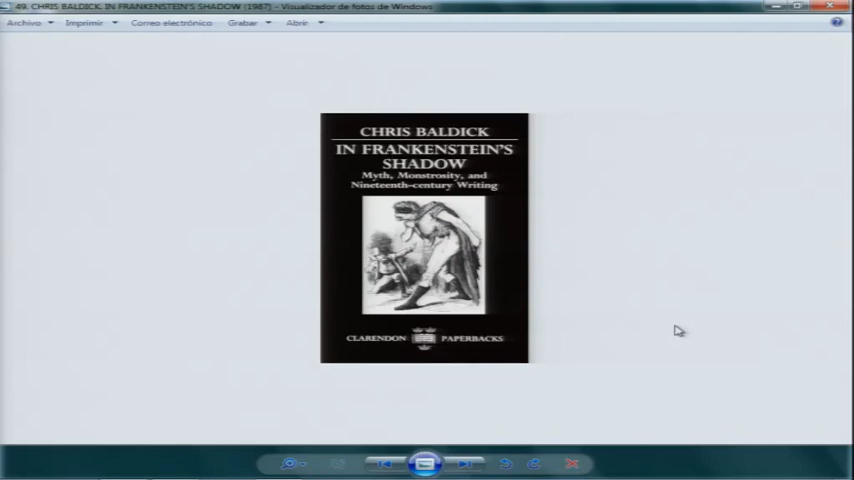 49. CHRIS BALDICK. IN FRANKENSTEIN'S SHADOW (1987) - Visualizador de fotos de Windows
Archivo Imprimir Correo electrónico Grabar Abrir
CHRIS BALDICK
IN FRANKENSTEIN'S
SHADOW
Myth, Monstrosity, and
Nineteenth-century Writing
CLARENDON PAPERBACKS